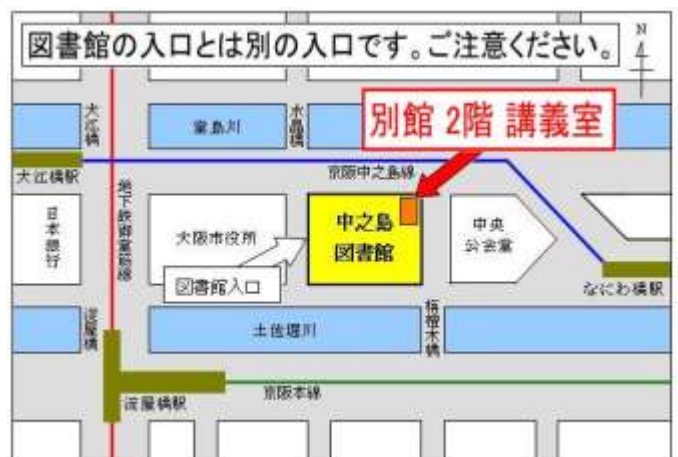 図書館の入口とは別の入口です。ご注意ください。
N
大江橋
堂島川
水晶橋
別館 2階 講義室
大江橋駅
京阪中之島線
地下鉄御堂筋線
日本銀行
大阪市役所
中之島
図書館
中央
公会堂
図書館入口
なにわ橋駅
淀屋橋
土佐堀川
栴檀木橋
淀屋橋駅
京阪本線